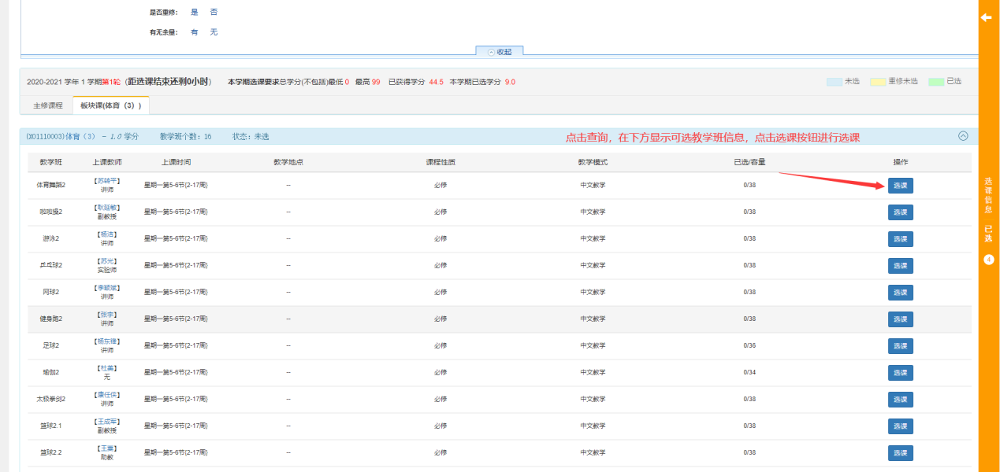 是否重修： 是 否
有无余量： 有 无
收起
2020-2021 学年 1 学期第1轮（距选课结束还剩0小时） 本学期选课要求总学分(不包括)最低 0 最高 99 已获得学分 44.5 本学期已选学分 9.0 未选 重修未选 已选
主修课程 板块课(体育（3）)
(X01110003)体育（3） - 1.0 学分 教学班个数：16 状态：未选 点击查询，在下方显示可选教学班信息，点击选课按钮进行选课
教学班 上课教师 上课时间 教学地点 课程性质 教学模式 已选/容量 操作
体育舞蹈2 【苏转平】 讲师 星期一第5-6节{2-17周} -- 必修 中文教学 0/38 选课
啦啦操2 【耿延敏】 副教授 星期一第5-6节{2-17周} -- 必修 中文教学 0/38 选课
游泳2 【杨洁】 讲师 星期一第5-6节{2-17周} -- 必修 中文教学 0/38 选课
乒乓球2 【苏光】 实验师 星期一第5-6节{2-17周} -- 必修 中文教学 0/38 选课
网球2 【李颖斌】 讲师 星期一第5-6节{2-17周} -- 必修 中文教学 0/38 选课
健身跑2 【张宇】 讲师 星期一第5-6节{2-17周} -- 必修 中文教学 0/38 选课
足球2 【杨东锋】 讲师 星期一第5-6节{2-17周} -- 必修 中文教学 0/36 选课
瑜伽2 【杜英】 无 星期一第5-6节{2-17周} -- 必修 中文教学 0/34 选课
太极拳剑2 【康任侠】 讲师 星期一第5-6节{2-17周} -- 必修 中文教学 0/38 选课
篮球2.1 【王成军】 副教授 星期一第5-6节{2-17周} -- 必修 中文教学 0/38 选课
篮球2.2 助教 星期一第5-6节{2-17周} -- 必修 中文教学 0/38 选课
选课信息 已选 4